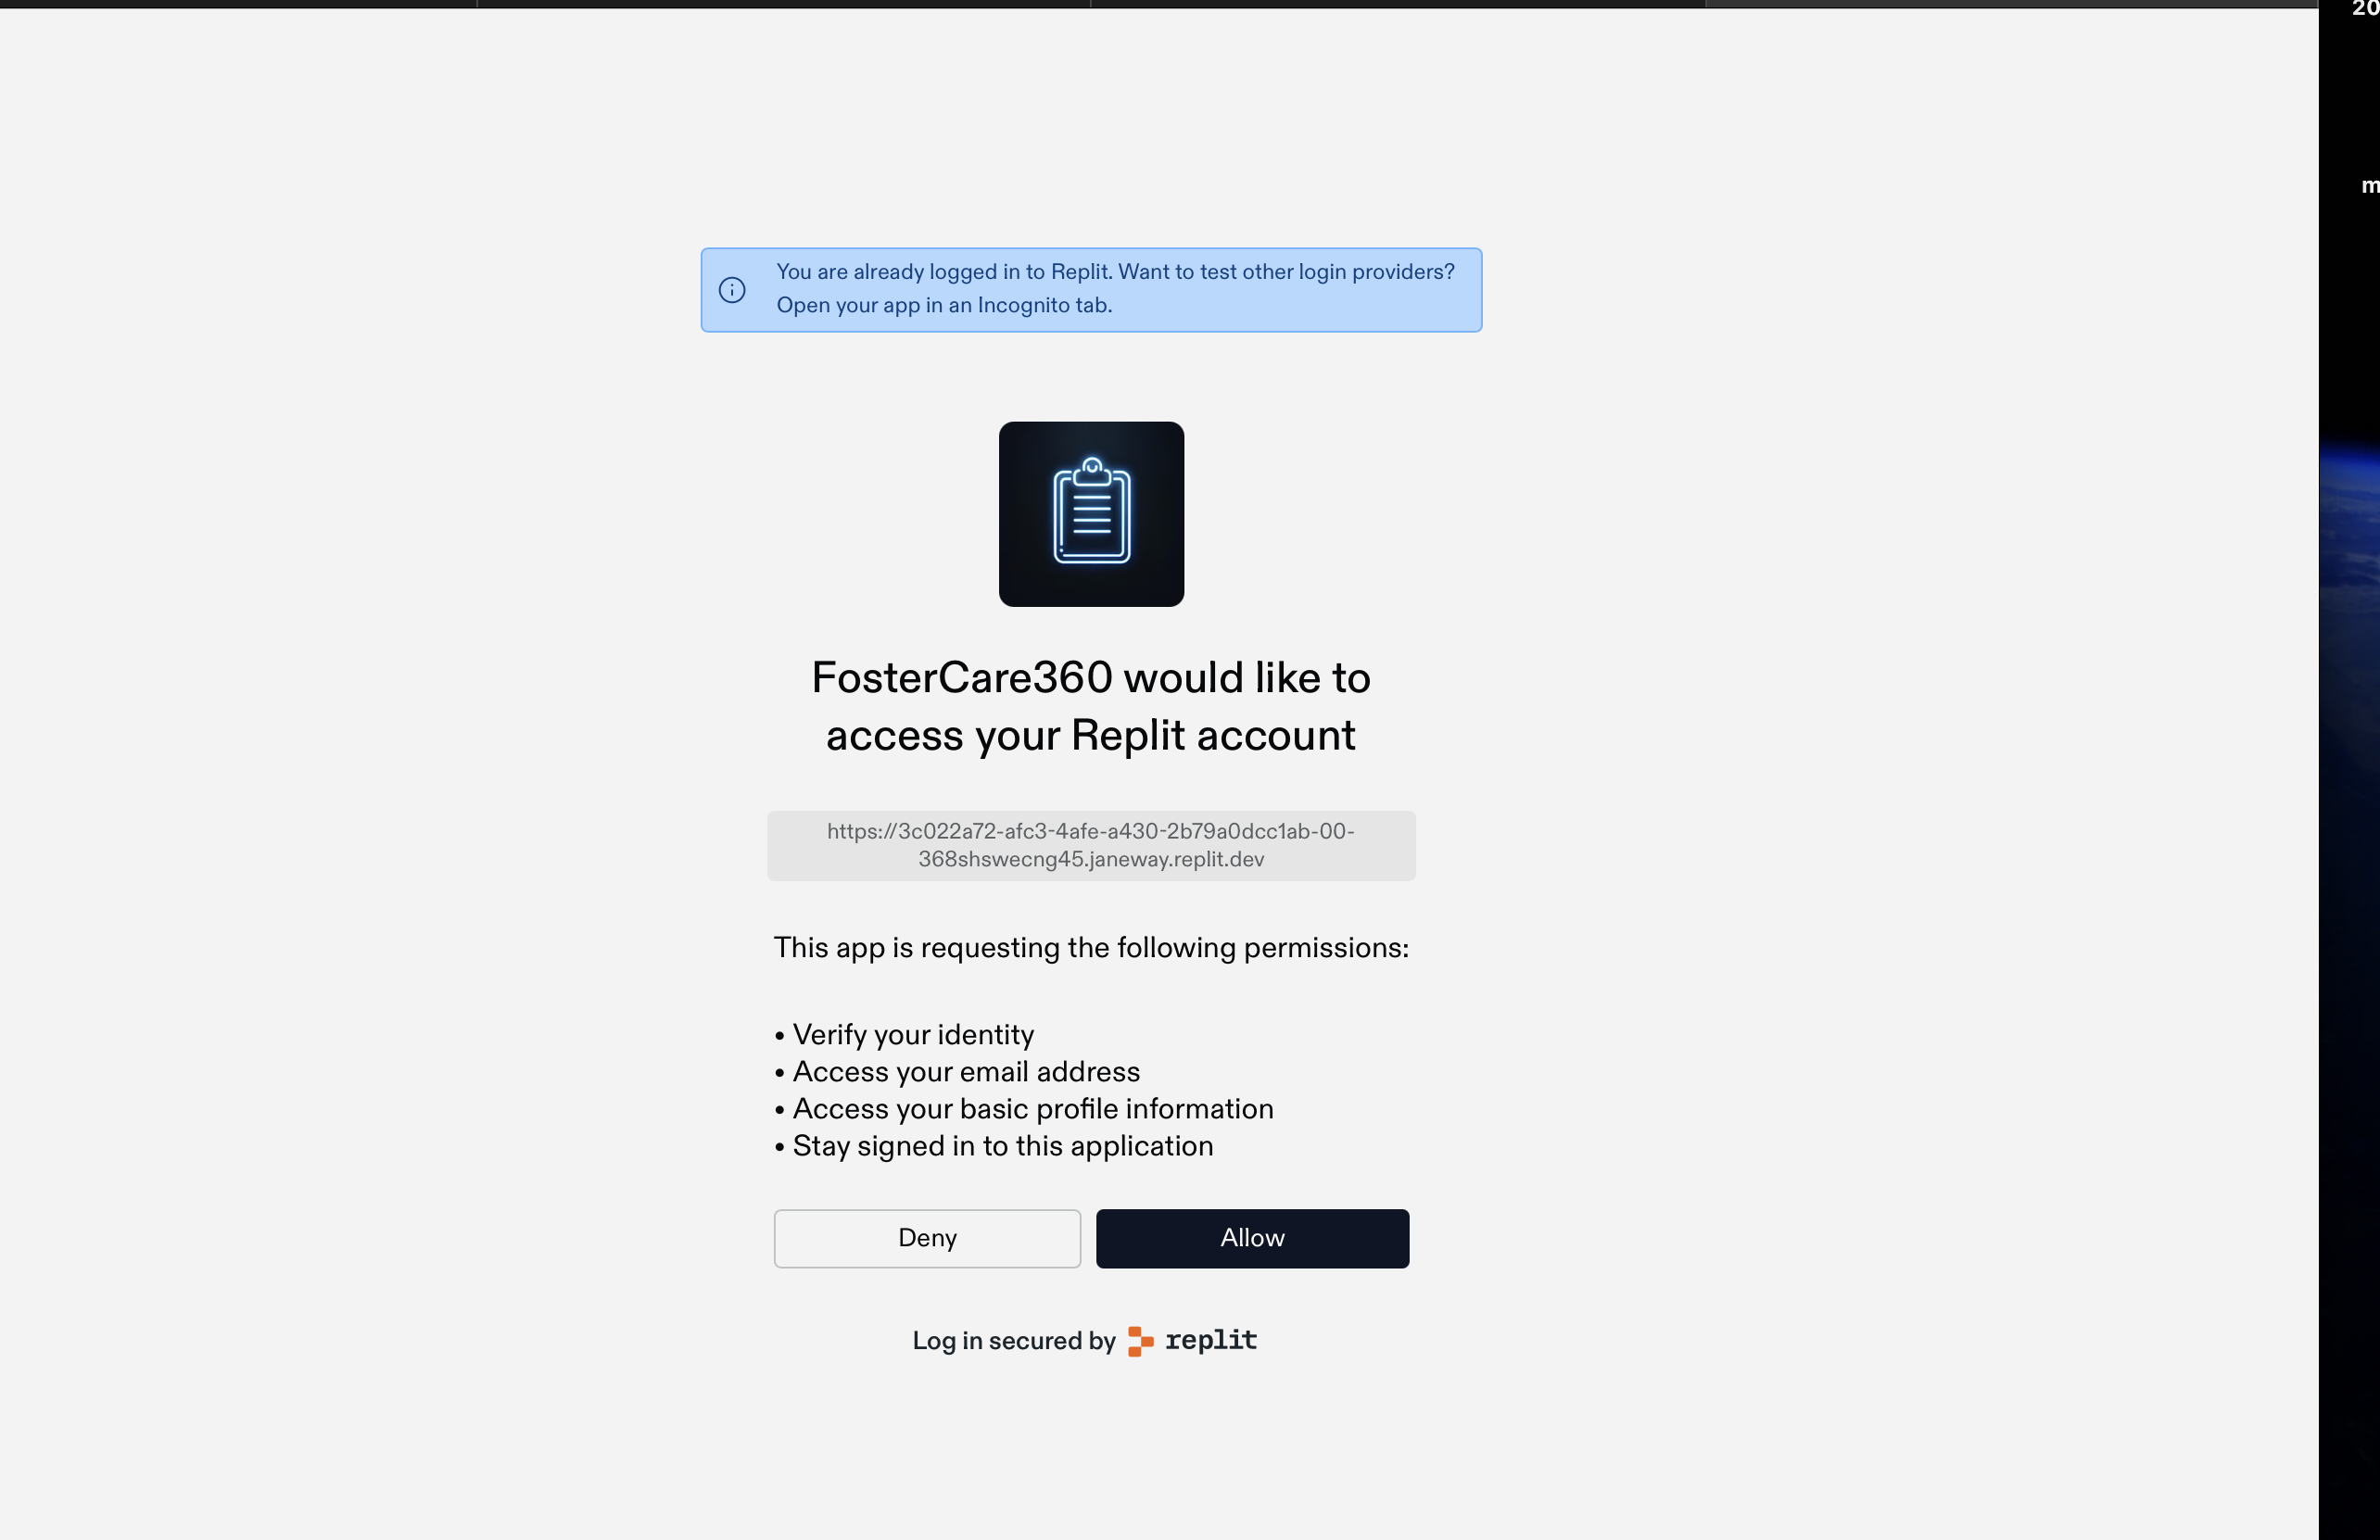 20
m
You are already logged in to Replit. Want to test other login providers?
Open your app in an Incognito tab.
FosterCare360 would like to
access your Replit account
https://3c022a72-afc3-4afe-a430-2b79a0dcc1ab-00-
368shswecng45.janeway.replit.dev
This app is requesting the following permissions:
• Verify your identity
• Access your email address
• Access your basic profile information
• Stay signed in to this application
Deny
Allow
Log in secured by replit